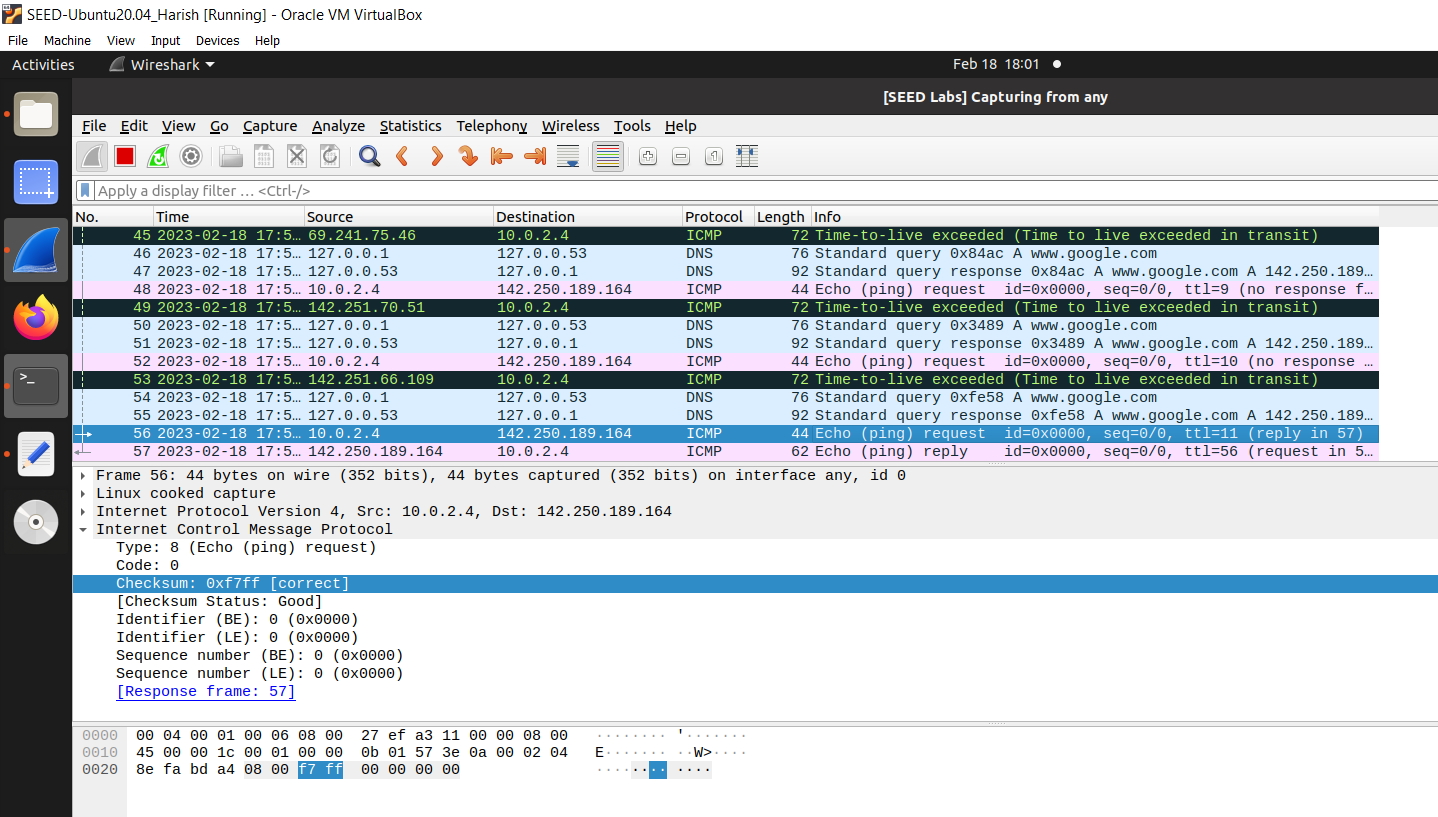 SEED-Ubuntu20.04_Harish [Running] - Oracle VM VirtualBox
File Machine View Input Devices Help
Activities Wireshark Feb 18 18:01
[SEED Labs] Capturing from any
File Edit View Go Capture Analyze Statistics Telephony Wireless Tools Help
Apply a display filter … <Ctrl-/>
No. Time Source Destination Protocol Length Info
45 2023-02-18 17:5… 69.241.75.46 10.0.2.4 ICMP 72 Time-to-live exceeded (Time to live exceeded in transit)
46 2023-02-18 17:5… 127.0.0.1 127.0.0.53 DNS 76 Standard query 0x84ac A www.google.com
47 2023-02-18 17:5… 127.0.0.53 127.0.0.1 DNS 92 Standard query response 0x84ac A www.google.com A 142.250.189…
48 2023-02-18 17:5… 10.0.2.4 142.250.189.164 ICMP 44 Echo (ping) request id=0x0000, seq=0/0, ttl=9 (no response f…
49 2023-02-18 17:5… 142.251.70.51 10.0.2.4 ICMP 72 Time-to-live exceeded (Time to live exceeded in transit)
50 2023-02-18 17:5… 127.0.0.1 127.0.0.53 DNS 76 Standard query 0x3489 A www.google.com
51 2023-02-18 17:5… 127.0.0.53 127.0.0.1 DNS 92 Standard query response 0x3489 A www.google.com A 142.250.189…
52 2023-02-18 17:5… 10.0.2.4 142.250.189.164 ICMP 44 Echo (ping) request id=0x0000, seq=0/0, ttl=10 (no response …
53 2023-02-18 17:5… 142.251.66.109 10.0.2.4 ICMP 72 Time-to-live exceeded (Time to live exceeded in transit)
54 2023-02-18 17:5… 127.0.0.1 127.0.0.53 DNS 76 Standard query 0xfe58 A www.google.com
55 2023-02-18 17:5… 127.0.0.53 127.0.0.1 DNS 92 Standard query response 0xfe58 A www.google.com A 142.250.189…
56 2023-02-18 17:5… 10.0.2.4 142.250.189.164 ICMP 44 Echo (ping) request id=0x0000, seq=0/0, ttl=11 (reply in 57)
57 2023-02-18 17:5… 142.250.189.164 10.0.2.4 ICMP 62 Echo (ping) reply id=0x0000, seq=0/0, ttl=56 (request in 5…
Frame 56: 44 bytes on wire (352 bits), 44 bytes captured (352 bits) on interface any, id 0
Linux cooked capture
Internet Protocol Version 4, Src: 10.0.2.4, Dst: 142.250.189.164
Internet Control Message Protocol
Type: 8 (Echo (ping) request)
Code: 0
Checksum: 0xf7ff [correct]
[Checksum Status: Good]
Identifier (BE): 0 (0x0000)
Identifier (LE): 0 (0x0000)
Sequence number (BE): 0 (0x0000)
Sequence number (LE): 0 (0x0000)
[Response frame: 57]
0000 00 04 00 01 00 06 08 00 27 ef a3 11 00 00 08 00 ········ '·······
0010 45 00 00 1c 00 01 00 00 0b 01 57 3e 0a 00 02 04 E······· ··W>····
0020 8e fa bd a4 08 00 f7 ff 00 00 00 00 ········ ····